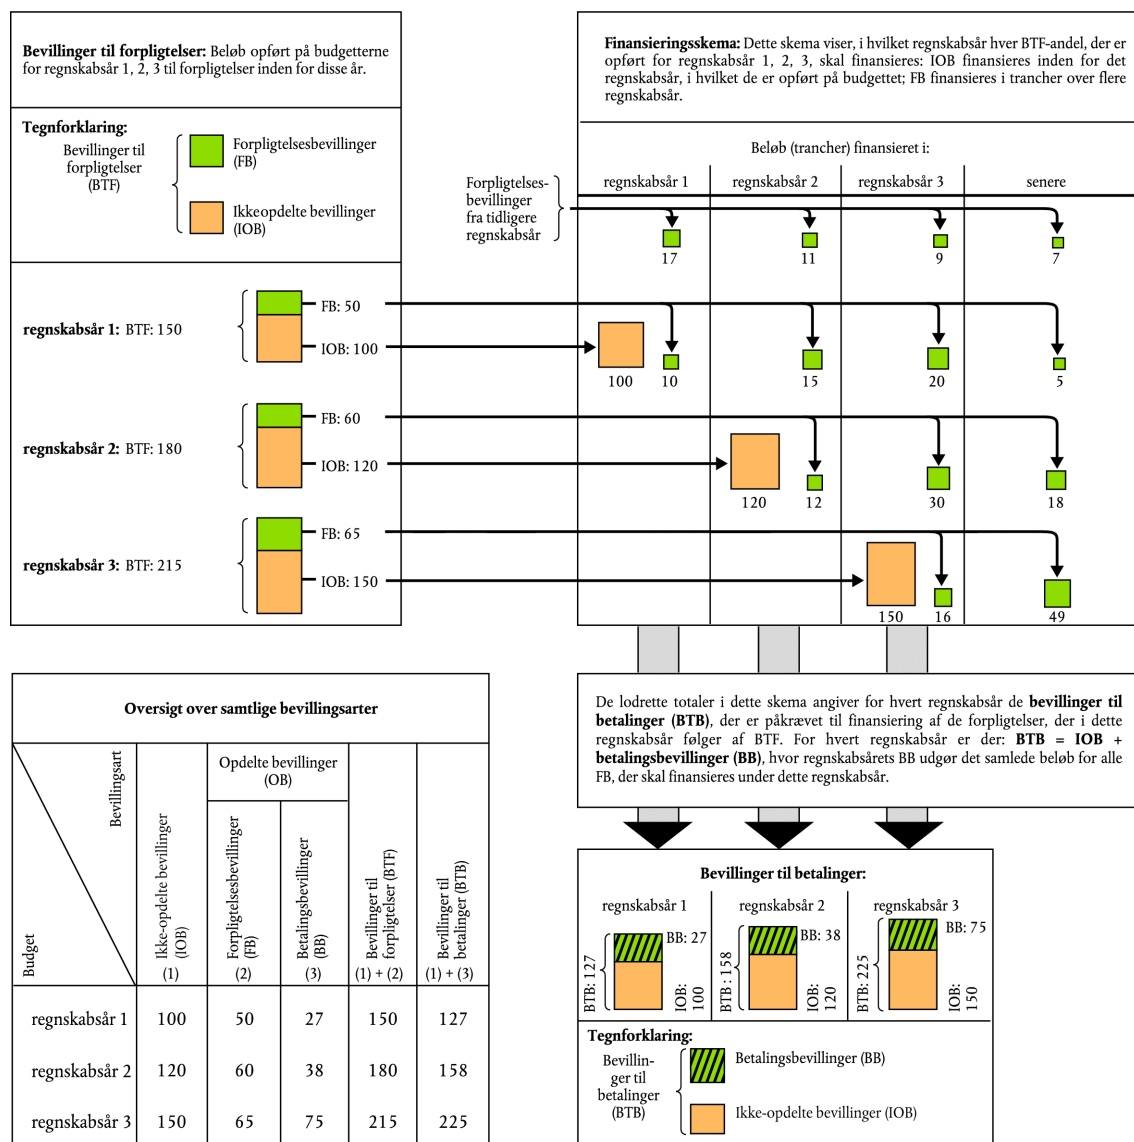 Bevillinger til forpligtelser: Beløb opført på budgetterne
for regnskabsår 1, 2, 3 til forpligtelser inden for disse år.
Tegnforklaring:
Bevillinger til
forpligtelser
(BTF)
Forpligtelsesbevillinger
(FB)
Ikkeopdelte bevillinger
(IOB)
Finansieringsskema: Dette skema viser, i hvilket regnskabsår hver BTF-andel, der er
opført for regnskabsår 1, 2, 3, skal finansieres: IOB finansieres inden for det
regnskabsår, i hvilket de er opført på budgettet; FB finansieres i trancher over flere
regnskabsår.
Beløb (trancher) finansieret i:
regnskabsår 1
regnskabsår 2
regnskabsår 3
senere
Forpligtelses-
bevillinger
fra tidligere
regnskabsår
17
11
9
7
regnskabsår 1: BTF: 150
FB: 50
IOB: 100
100
10
15
20
5
regnskabsår 2: BTF: 180
FB: 60
IOB: 120
120
12
30
18
regnskabsår 3: BTF: 215
FB: 65
IOB: 150
150
16
49
De lodrette totaler i dette skema angiver for hvert regnskabsår de bevillinger til
betalinger (BTB), der er påkrævet til finansiering af de forpligtelser, der i dette
regnskabsår følger af BTF. For hvert regnskabsår er der: BTB = IOB +
betalingsbevillinger (BB), hvor regnskabsårets BB udgør det samlede beløb for alle
FB, der skal finansieres under dette regnskabsår.
Oversigt over samtlige bevillingsarter
Bevillingsart
Budget
Ikke-opdelte bevillinger
(IOB)
(1)
Opdelte bevillinger
(OB)
Forpligtelsesbevillinger
(FB)
(2)
Betalingsbevillinger
(BB)
(3)
Bevillinger til
forpligtelser (BTF)
(1) + (2)
Bevillinger til
betalinger (BTB)
(1) + (3)
regnskabsår 1 100 50 27 150 127
regnskabsår 2 120 60 38 180 158
regnskabsår 3 150 65 75 215 225
Bevillinger til betalinger:
regnskabsår 1
BTB: 127
BB: 27
IOB:
100
regnskabsår 2
BTB : 158
BB: 38
IOB:
120
regnskabsår 3
BTB: 225
BB: 75
IOB:
150
Tegnforklaring:
Bevillin-
ger til
betalinger
(BTB)
Betalingsbevillinger (BB)
Ikke-opdelte bevillinger (IOB)